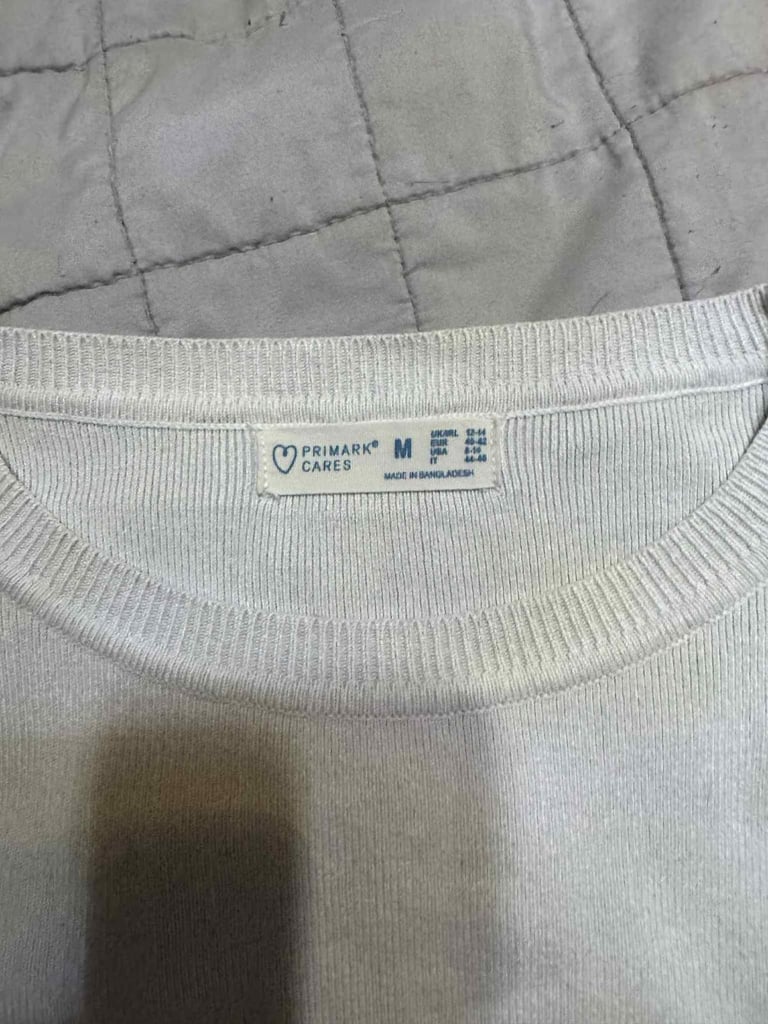 PRIMARK®
CARES
M
UK/IRL 12-14
EUR 40-42
USA 8-10
IT 44-46
MADE IN BANGLADESH